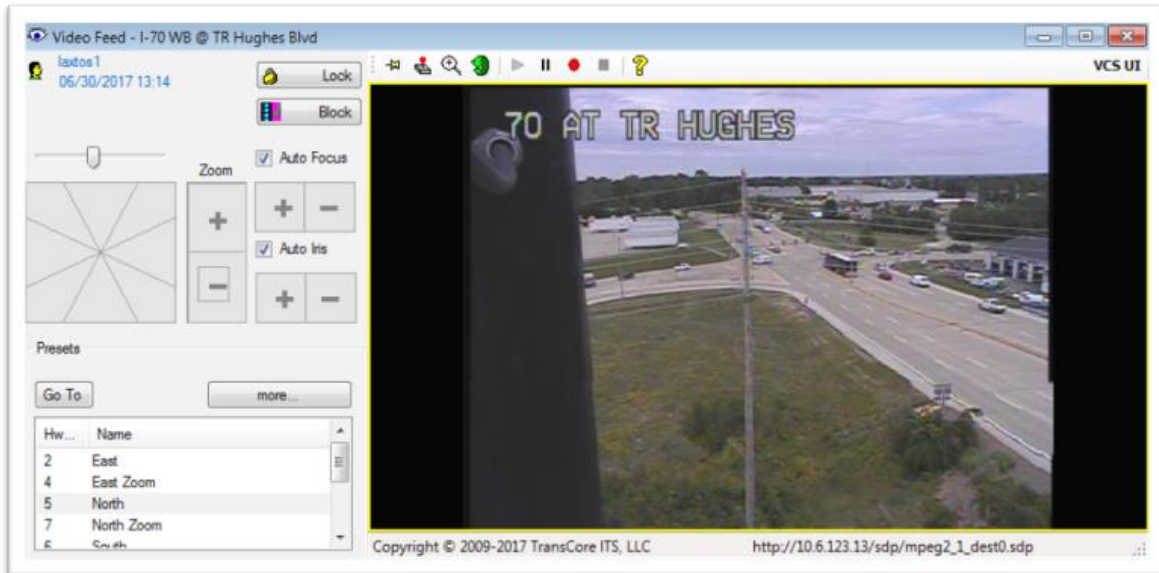 Video Feed - I-70 WB @ TR Hughes Blvd
laxtos1
06/30/2017 13:14
Lock
Block
VCS UI
Zoom
Auto Focus
Auto Iris
70 AT TR HUGHES
Presets
Go To
more...
Hw... Name
2 East
4 East Zoom
5 North
7 North Zoom
6 South
Copyright © 2009-2017 TransCore ITS, LLC
http://10.6.123.13/sdp/mpeg2_1_dest0.sdp